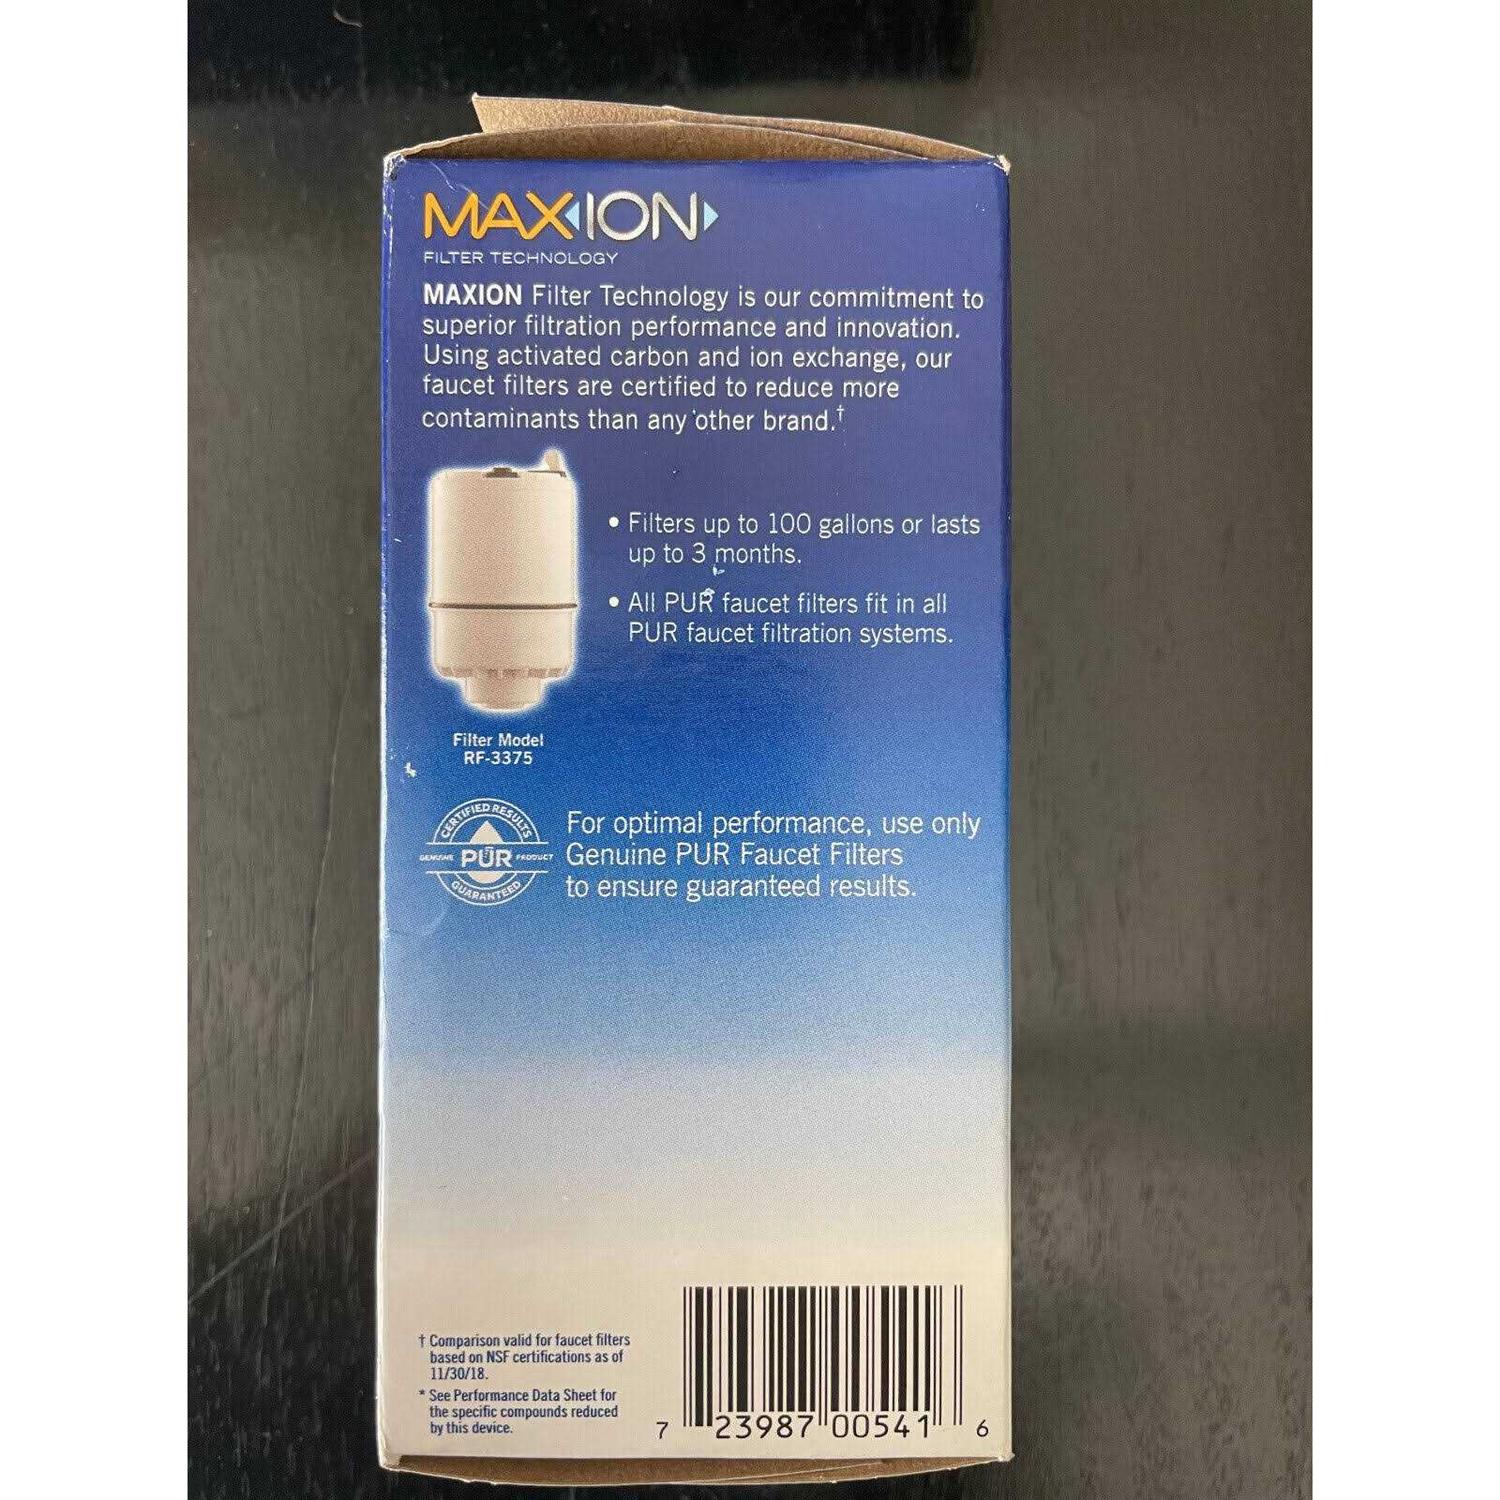 MAXION
FILTER TECHNOLOGY
MAXION Filter Technology is our commitment to
superior filtration performance and innovation.
Using activated carbon and ion exchange, our
faucet filters are certified to reduce more
contaminants than any other brand.†
• Filters up to 100 gallons or lasts
up to 3 months.
• All PUR faucet filters fit in all
PUR faucet filtration systems.
Filter Model
RF-3375
CERTIFIED RESULTS
GENUINE PŪR PRODUCT
GUARANTEED
For optimal performance, use only
Genuine PUR Faucet Filters
to ensure guaranteed results.
† Comparison valid for faucet filters
based on NSF certifications as of
11/30/18.
* See Performance Data Sheet for
the specific compounds reduced
by this device.
7 23987 00541 6